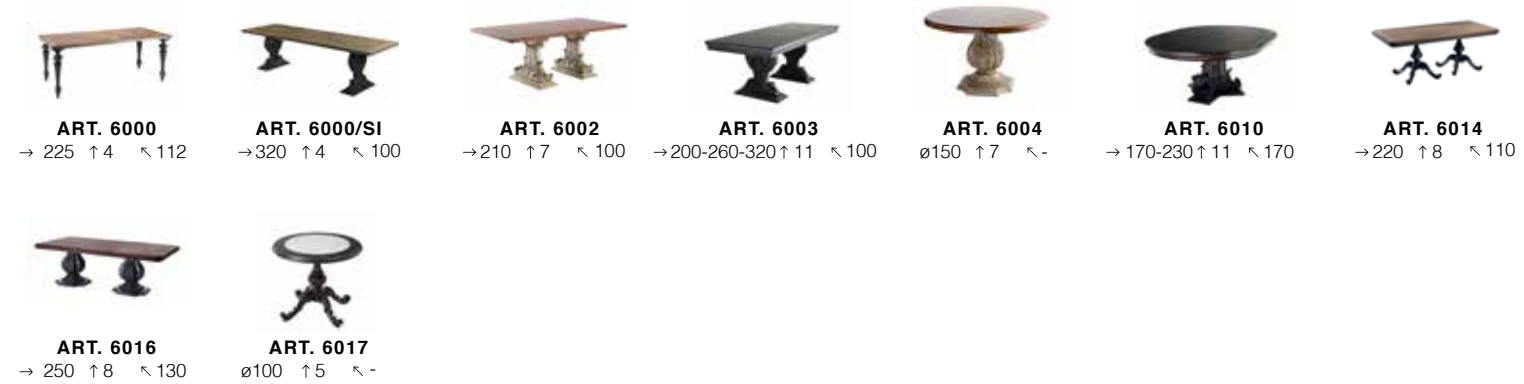 ART. 6000 ART. 6000/SI ART. 6002 ART. 6003 ART. 6004 ART. 6010 ART. 6014
→ 225 ↑4 ↖112 →320 ↑4 ↖ 100 →210 ↑7 ↖ 100 →200-260-320↑ 11 ↖100 ø150 ↑7 ↖- →170-230↑ 11 ↖170 →220 ↑8 ↖110
ART. 6016 ART. 6017
→ 250 ↑8 ↖130 ø100 ↑5 ↖-